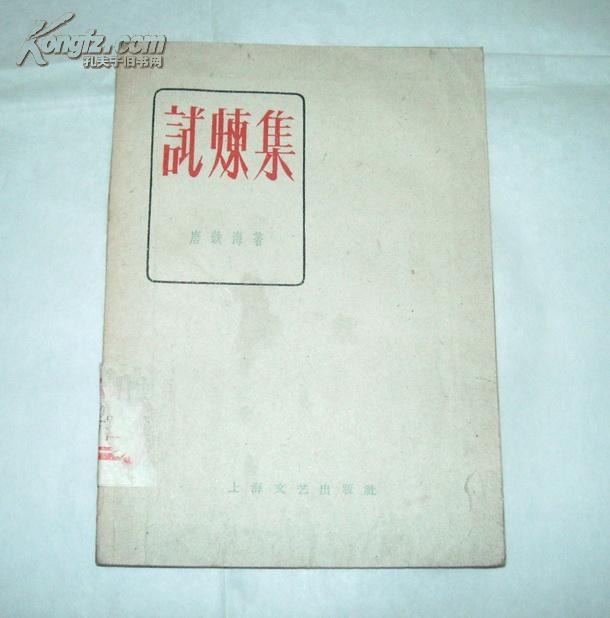 Kongfz.com
孔夫子旧书网
試煉集
唐鉄海著
上海文艺出版社